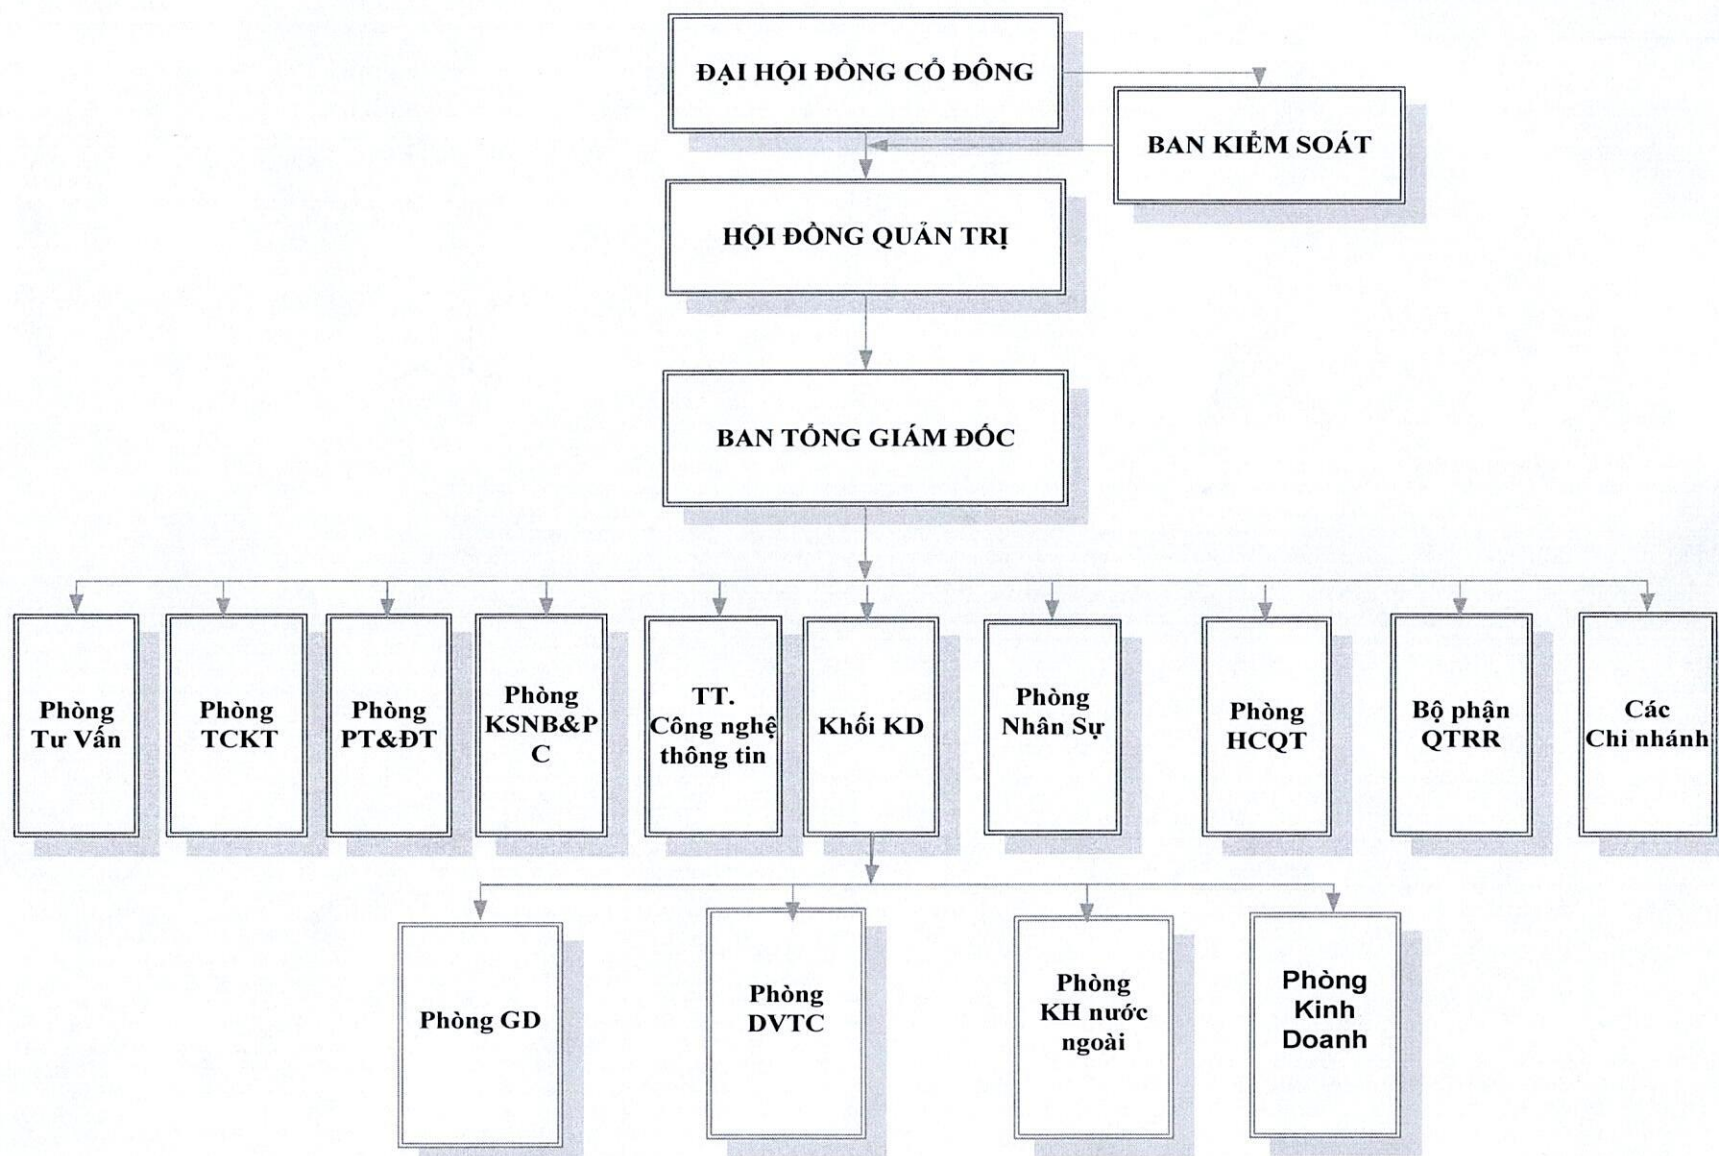 ĐẠI HỘI ĐỒNG CỔ ĐÔNG
BAN KIỂM SOÁT
HỘI ĐỒNG QUẢN TRỊ
BAN TỔNG GIÁM ĐỐC
Phòng
Tư Vấn
Phòng
TCKT
Phòng
PT&ĐT
Phòng
KSNB&P
C
TT.
Công nghệ
thông tin
Khối KD
Phòng
Nhân Sự
Phòng
HCQT
Bộ phận
QTRR
Các
Chi nhánh
Phòng GD
Phòng
DVTC
Phòng
KH nước
ngoài
Phòng
Kinh
Doanh